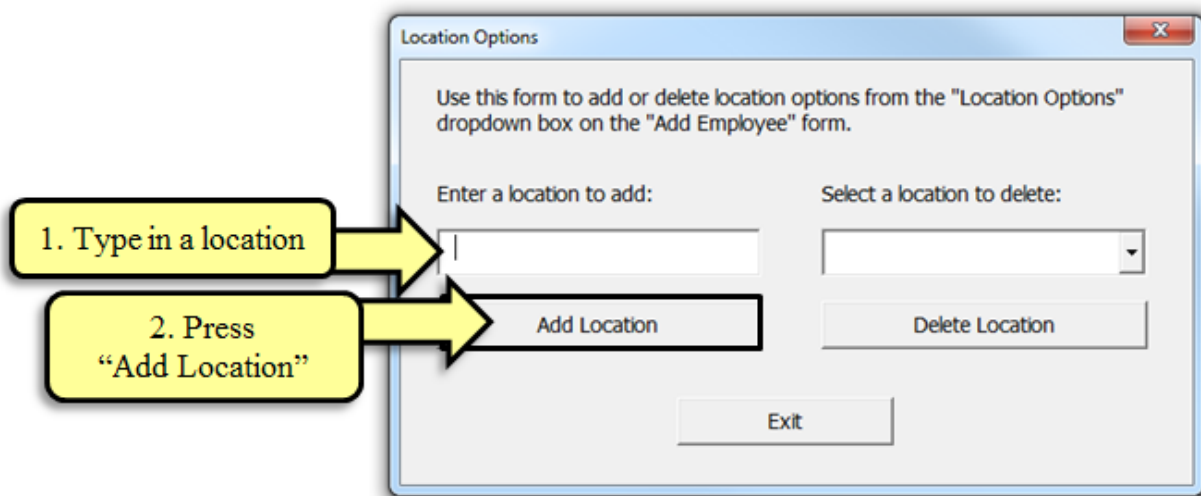 Location Options
Use this form to add or delete location options from the "Location Options"
dropdown box on the "Add Employee" form.
Enter a location to add:
Select a location to delete:
1. Type in a location
2. Press
“Add Location”
Add Location
Delete Location
Exit